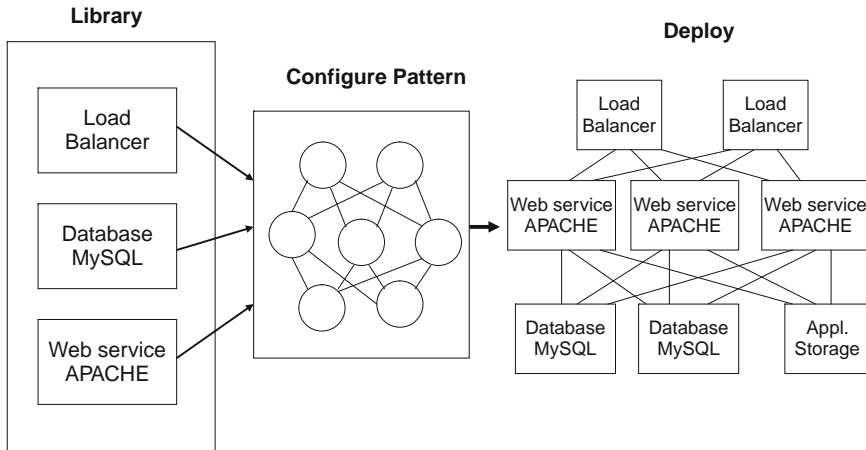 Library
Load
Balancer
Database
MySQL
Web service
APACHE
Configure Pattern
Deploy
Load
Balancer
Load
Balancer
Web service
APACHE
Web service
APACHE
Web service
APACHE
Database
MySQL
Database
MySQL
Appl.
Storage